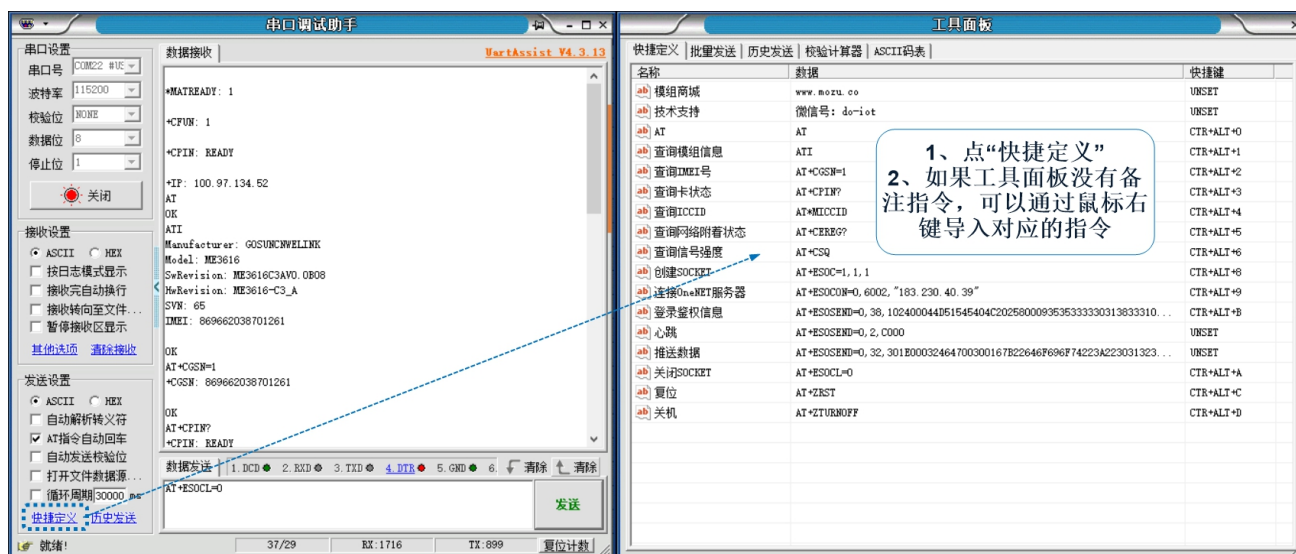 串口调试助手
串口设置
串口号 COM22 #US
波特率 115200
校验位 NONE
数据位 8
停止位 1
关闭
接收设置
ASCII HEX
按日志模式显示
接收完自动换行
接收转向至文件...
暂停接收区显示
其他选项 清除接收
发送设置
ASCII HEX
自动解析转义符
AT指令自动回车
自动发送校验位
打开文件数据源...
循环周期 30000 ms
快捷定义 历史发送
就绪!
数据接收 UartAssist V4.3.13
*MATREADY: 1
+CFUN: 1
+CPIN: READY
+IP: 100.97.134.52
AT
OK
ATI
Manufacturer: GOSUNCNWELINK
Model: ME3616
SwRevision: ME3616C3AV0.0B08
HwRevision: ME3616-C3_A
SVN: 65
IMEI: 869662038701261
OK
AT+CGSN=1
+CGSN: 869662038701261
OK
AT+CPIN?
+CPIN: READY
数据发送 1.DCD 2.RXD 3.TXD 4.DTR 5.GND 6. 清除 清除
AT+ESOCL=0
发送
37/29 RX:1716 TX:899 复位计数
工具面板
快捷定义 批量发送 历史发送 校验计算器 ASCII码表
名称 数据 快捷键
模组商城 www.mozu.co UNSET
技术支持 微信号: do-iot UNSET
AT AT CTR+ALT+0
查询模组信息 ATI CTR+ALT+1
查询IMEI号 AT+CGSN=1 CTR+ALT+2
查询卡状态 AT+CPIN? CTR+ALT+3
查询ICCID AT*MICCID CTR+ALT+4
查询网络附着状态 AT+CEREG? CTR+ALT+5
查询信号强度 AT+CSQ CTR+ALT+6
创建SOCKET AT+ESOC=1,1,1 CTR+ALT+8
连接OneNET服务器 AT+ESOCON=0,6002,"183.230.40.39" CTR+ALT+9
登录鉴权信息 AT+ESOSEND=0,38,102400044D51545404C20258000935353333330313833310... CTR+ALT+B
心跳 AT+ESOSEND=0,2,C000 UNSET
推送数据 AT+ESOSEND=0,32,301E00032464700300167B22646F696F74223A223031323... UNSET
关闭SOCKET AT+ESOCL=0 CTR+ALT+A
复位 AT+ZRST CTR+ALT+C
关机 AT+ZTURNOFF CTR+ALT+D
1、点“快捷定义”
2、如果工具面板没有备
注指令，可以通过鼠标右
键导入对应的指令